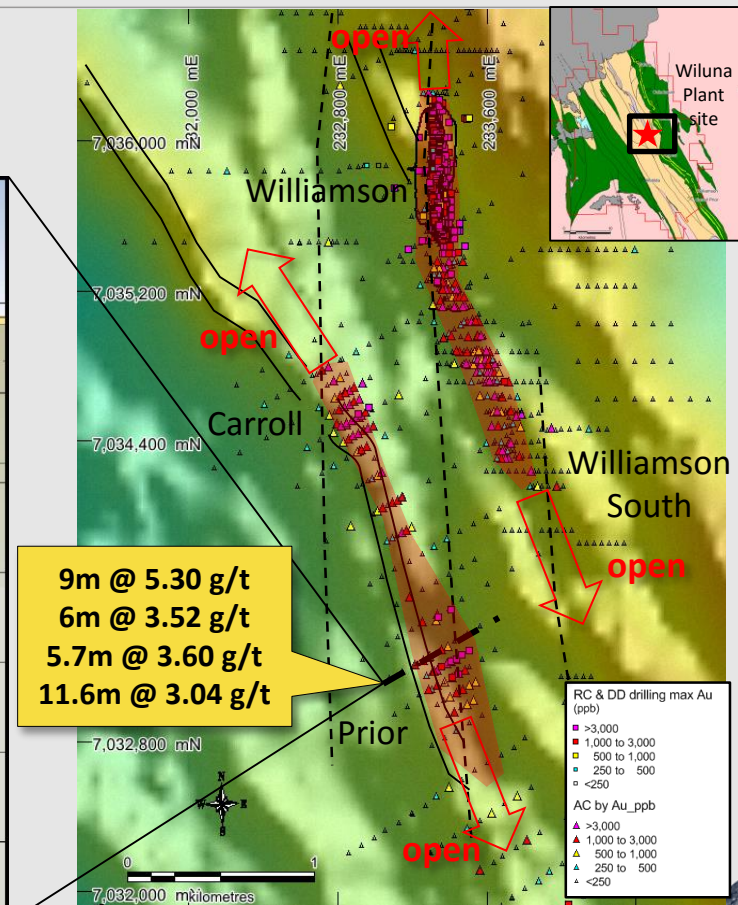 open
32,000 mE
232,800 mE
233,600 mE
Wiluna
Plant
site
7,036,000 mN
Williamson
7,035,200 mN
open
Carroll
7,034,400 mN
Williamson
South
open
9m @ 5.30 g/t
6m @ 3.52 g/t
5.7m @ 3.60 g/t
11.6m @ 3.04 g/t
Prior
7,032,800 mN
N
W E
S
open
0 1
kilometres
7,032,000 mN
RC & DD drilling max Au
(ppb)
>3,000
1,000 to 3,000
500 to 1,000
250 to 500
<250
AC by Au_ppb
>3,000
1,000 to 3,000
500 to 1,000
250 to 500
<250